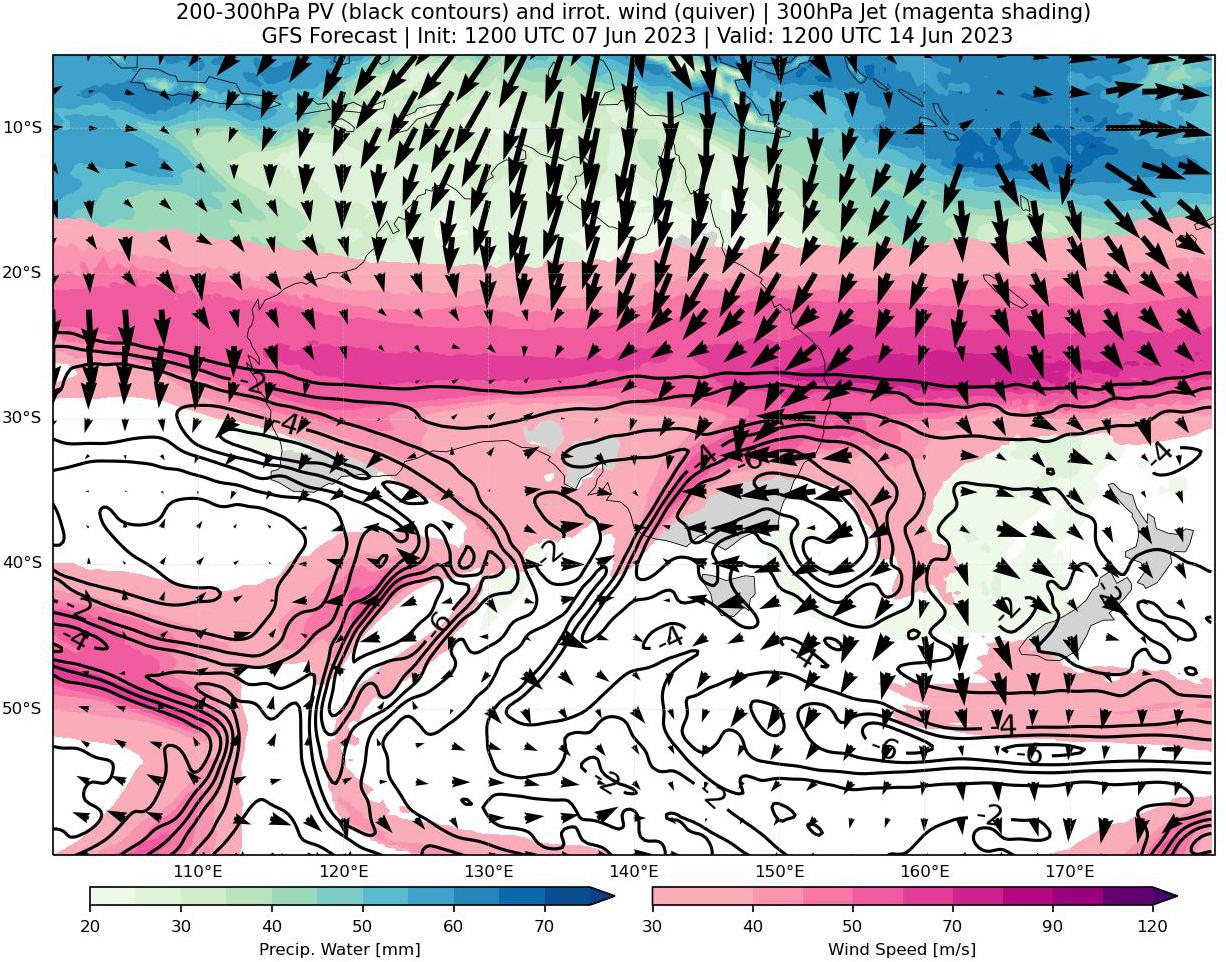 200-300hPa PV (black contours) and irrot. wind (quiver) | 300hPa Jet (magenta shading)
GFS Forecast | Init: 1200 UTC 07 Jun 2023 | Valid: 1200 UTC 14 Jun 2023
10°S
20°S
-2
30°S
-4
-4
-6
-4
40°S
-2
-2
-2
-6
-4
-4
-4
50°S
-4
-6
-6
-2
-2
-2
110°E 120°E 130°E 140°E 150°E 160°E 170°E
20 30 40 50 60 70
30 40 50 70 90 120
Precip. Water [mm]
Wind Speed [m/s]